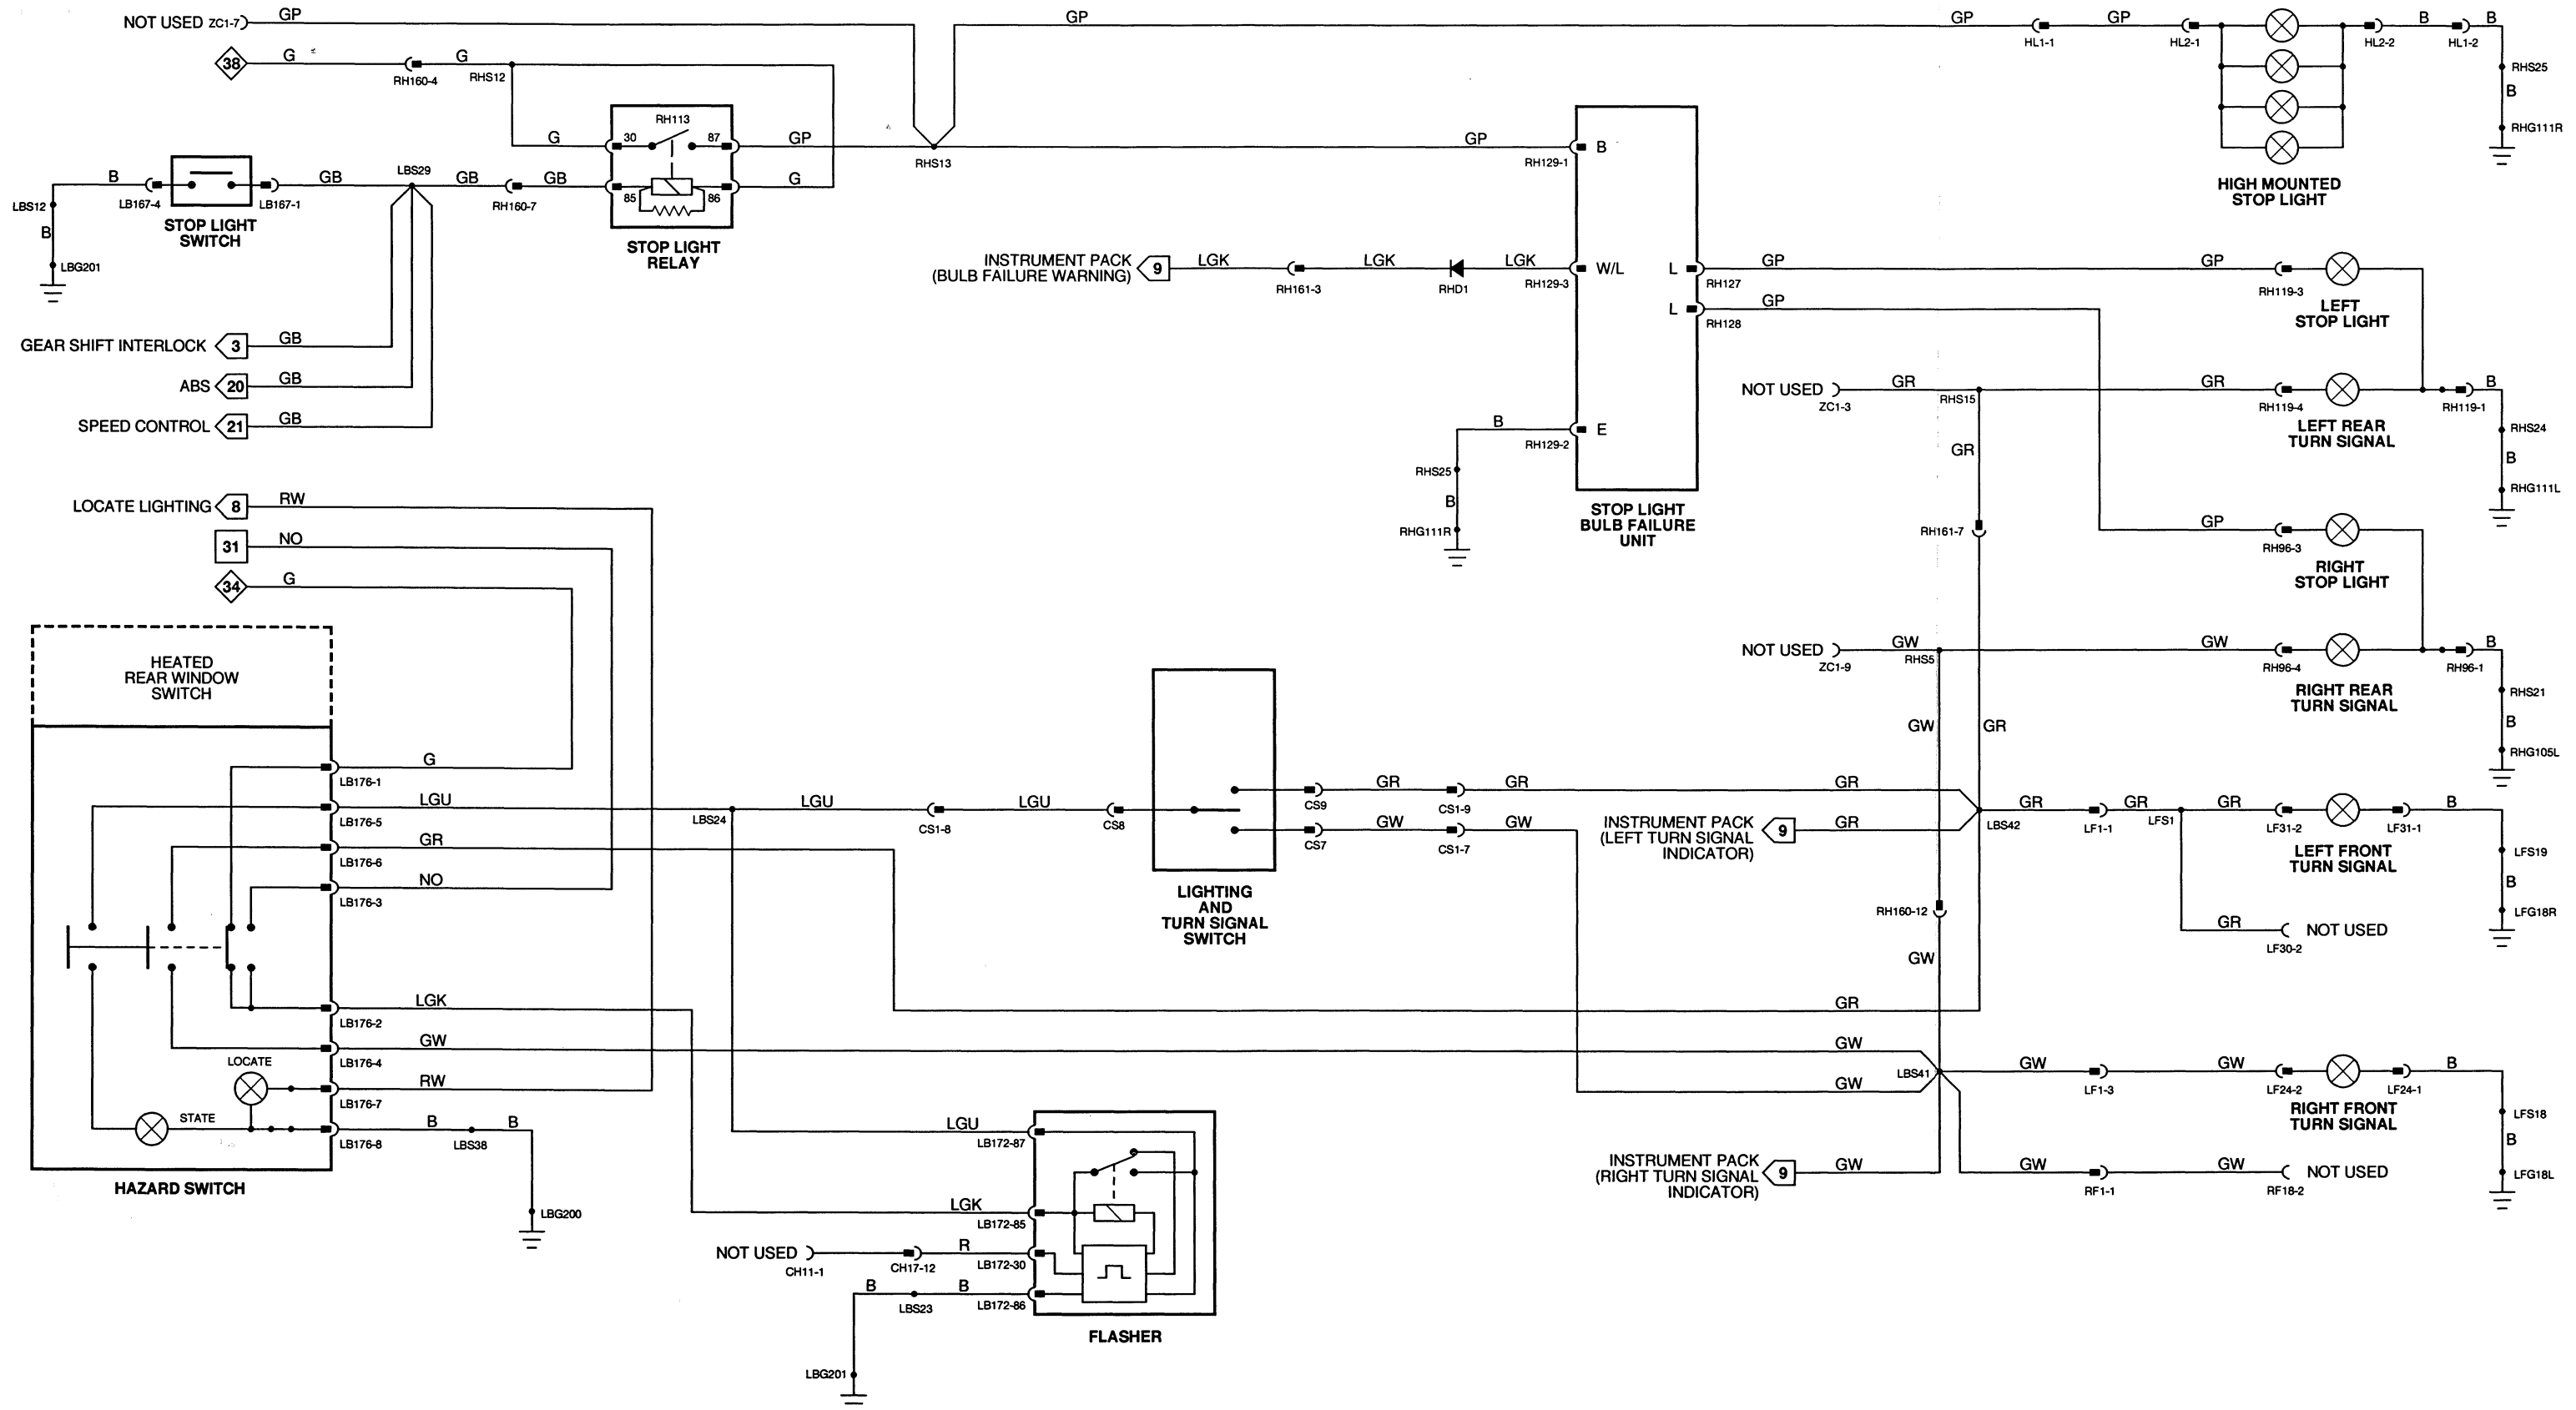 NOT USED ZC1-7 GP GP GP GP B B
HL1-1 HL2-1 HL2-2 HL1-2
38 G G
RH160-4 RHS12
RHS25
B
RHG111R
RH113
30 87
G GP GP
RHS13 RH129-1 B
HIGH MOUNTED
STOP LIGHT
B GB LBS29 GB GB G
LBS12 LB167-4 LB167-1 RH160-7 85 86
B
STOP LIGHT
SWITCH
STOP LIGHT
RELAY
LBG201
INSTRUMENT PACK
(BULB FAILURE WARNING)
9 LGK LGK LGK
RH161-3 RHD1 RH129-3 W/L
L GP GP
RH127 RH119-3
LEFT
STOP LIGHT
L GP
RH128
GEAR SHIFT INTERLOCK 3 GB
ABS 20 GB
SPEED CONTROL 21 GB
NOT USED GR GR B
ZC1-3 RHS15 RH119-4 RH119-1
LEFT REAR
TURN SIGNAL
RHS24
B
RHG111L
GR
B E
RH129-2
RHS25
B
RHG111R
STOP LIGHT
BULB FAILURE
UNIT
RH161-7
GP
RH96-3
RIGHT
STOP LIGHT
LOCATE LIGHTING 8 RW
31 NO
34 G
HEATED
REAR WINDOW
SWITCH
NOT USED GW GW B
ZC1-9 RHS5 RH96-4 RH96-1
RIGHT REAR
TURN SIGNAL
RHS21
B
RHG105L
GW GR
G
LB176-1
LGU LGU LGU
LB176-5 LBS24 CS1-8 CS8
GR
LB176-6
NO
LB176-3
GR GR GR
CS9 CS1-9
GW GW
CS7 CS1-7
LIGHTING
AND
TURN SIGNAL
SWITCH
INSTRUMENT PACK
(LEFT TURN SIGNAL
INDICATOR)
9 GR
LBS42
GR GR GR B
LF1-1 LFS1 LF31-2 LF31-1
LEFT FRONT
TURN SIGNAL
LFS19
B
LFG18R
RH160-12
GR NOT USED
LF30-2
GW
LGK
LB176-2
GR
GW GW
LB176-4
LOCATE
RW
LB176-7
GW
LBS41
GW GW B
LF1-3 LF24-2 LF24-1
RIGHT FRONT
TURN SIGNAL
LFS18
B
LFG18L
STATE
B B
LB176-8 LBS38
LBG200
HAZARD SWITCH
LGU
LB172-87
LGK
LB172-85
NOT USED R
CH11-1 CH17-12 LB172-30
B B
LBS23 LB172-86
LBG201
FLASHER
INSTRUMENT PACK
(RIGHT TURN SIGNAL
INDICATOR)
9 GW
GW GW NOT USED
RF1-1 RF18-2